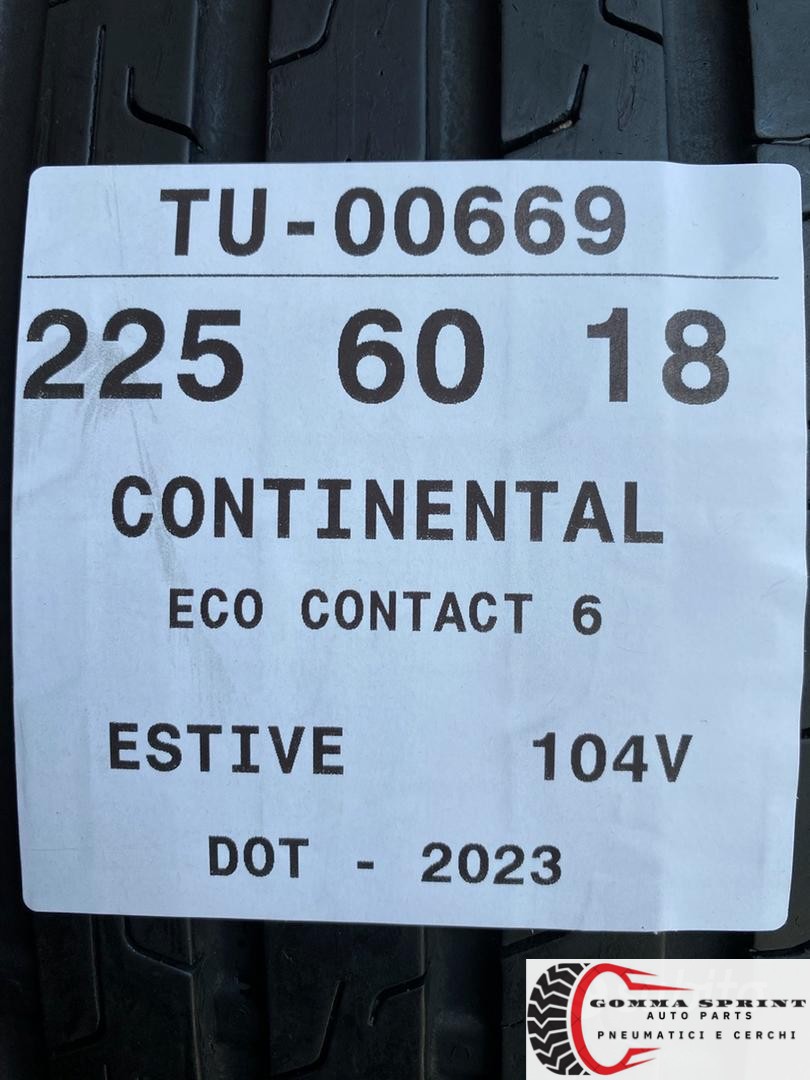 TU-00669
225 60 18
CONTINENTAL
ECO CONTACT 6
ESTIVE 104V
DOT - 2023
GOMMA SPRINT
AUTO PARTS
PNEUMATICI E CERCHI